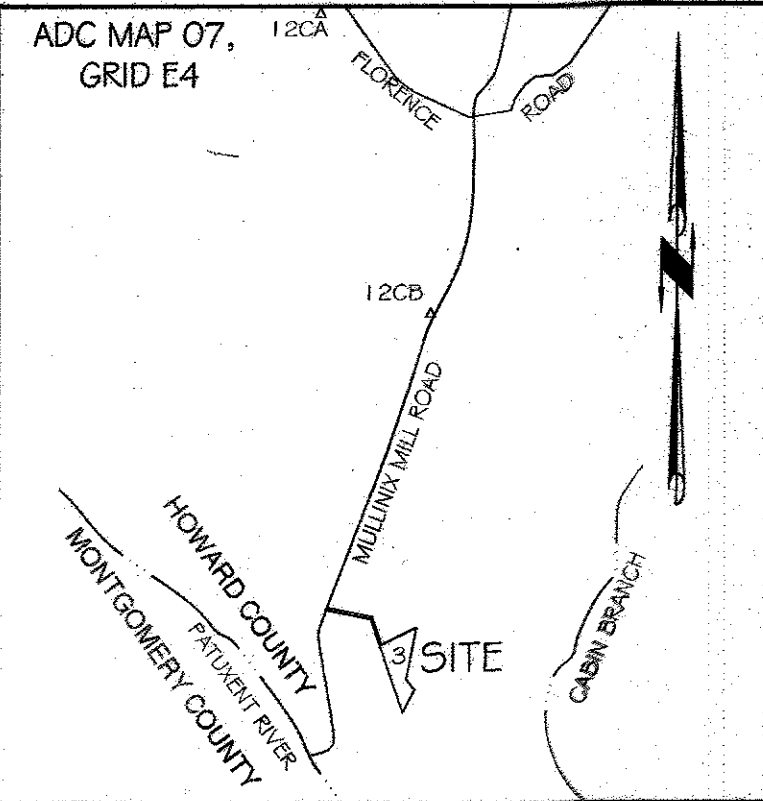 ADC MAP 07,
GRID E4
12CA
FLORENCE
ROAD
12CB
MULLINIX MILL ROAD
HOWARD COUNTY
MONTGOMERY COUNTY
PATUXENT RIVER
3
SITE
CABIN BRANCH